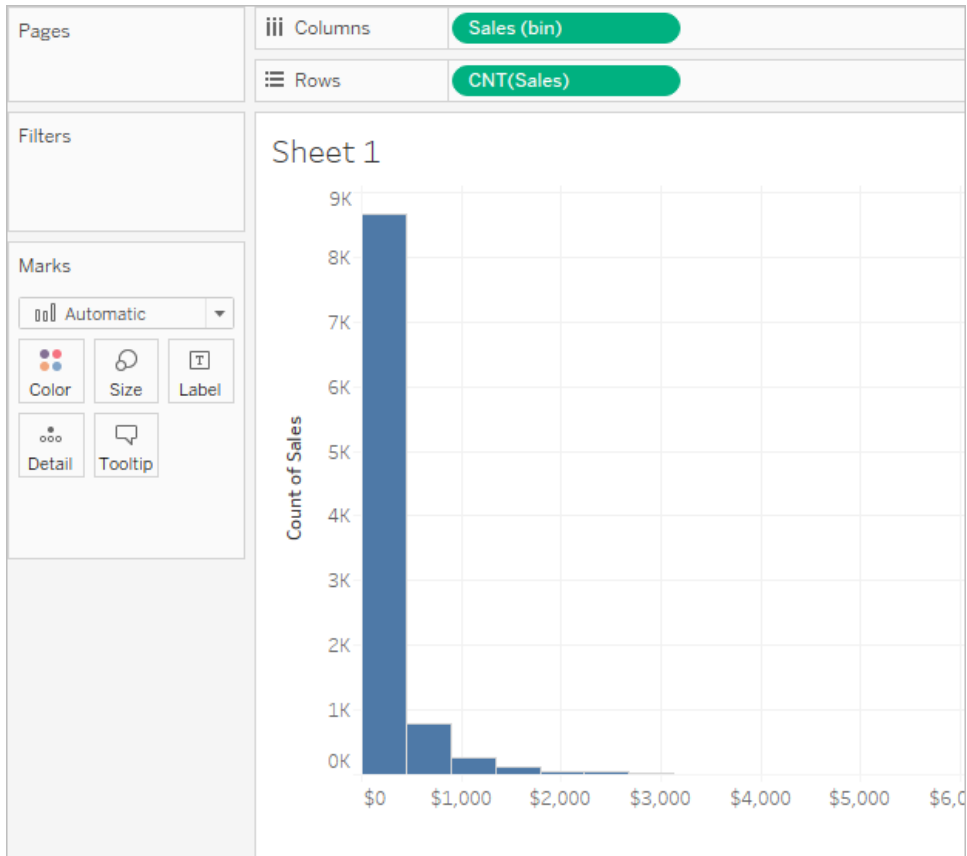 Pages
Columns
Sales (bin)
Rows
CNT(Sales)
Filters
Marks
Automatic
Color Size Label
Detail Tooltip
Sheet 1
Count of Sales
9K
8K
7K
6K
5K
4K
3K
2K
1K
0K
$0 $1,000 $2,000 $3,000 $4,000 $5,000 $6,0